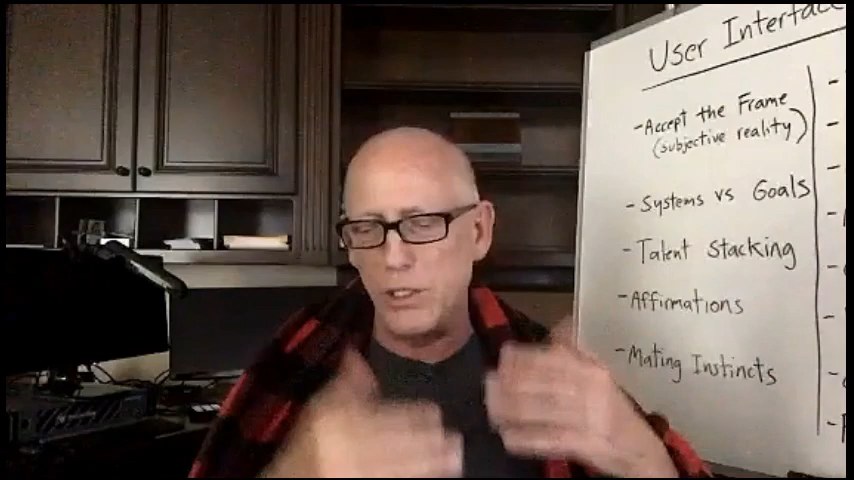 User Interface
- Accept the Frame
(subjective reality)
- Systems vs Goals
- Talent Stacking
- Affirmations
- Mating Instincts